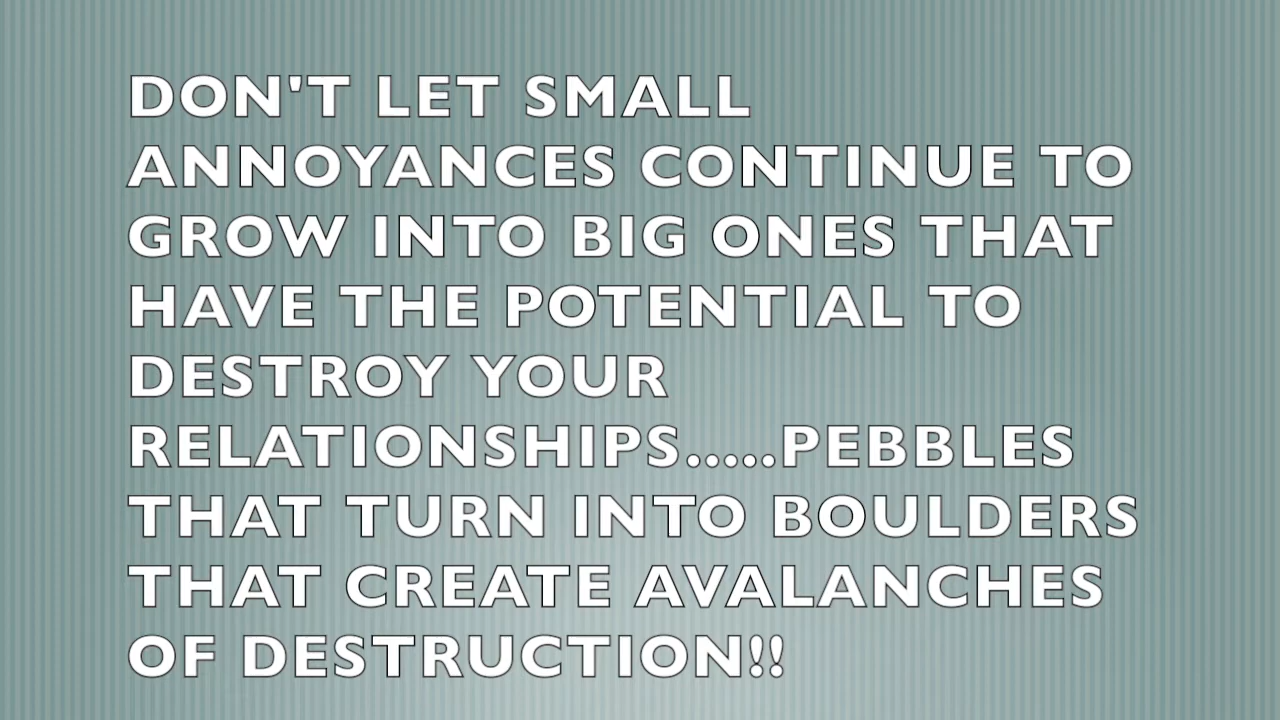 DON'T LET SMALL
ANNOYANCES CONTINUE TO
GROW INTO BIG ONES THAT
HAVE THE POTENTIAL TO
DESTROY YOUR
RELATIONSHIPS.....PEBBLES
THAT TURN INTO BOULDERS
THAT CREATE AVALANCHES
OF DESTRUCTION!!